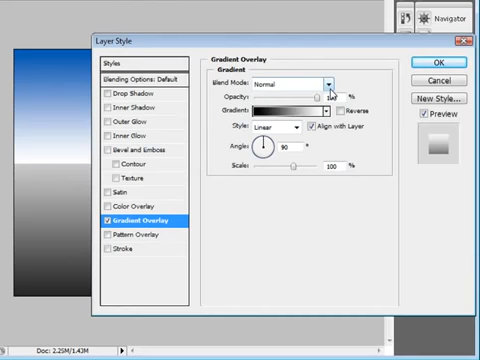 Navigator
Layer Style
Styles
Blending Options: Default
Drop Shadow
Inner Shadow
Outer Glow
Inner Glow
Bevel and Emboss
Contour
Texture
Satin
Color Overlay
Gradient Overlay
Pattern Overlay
Stroke
Gradient Overlay
Gradient
Blend Mode: Normal
Opacity: 100 %
Gradient: Reverse
Style: Linear Align with Layer
Angle: 90 °
Scale: 100 %
OK
Cancel
New Style...
Preview
Doc: 2.25M/1.43M